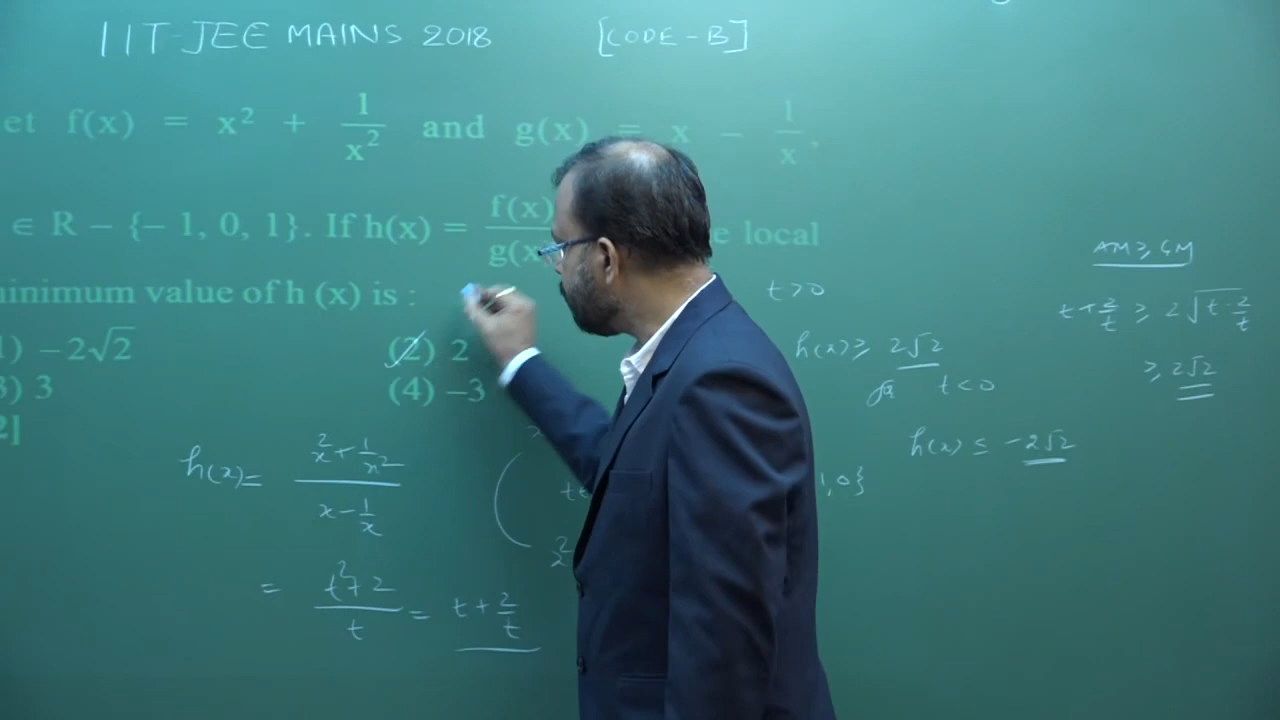 IIT-JEE MAINS 2018 [CODE-B]
et f(x) = x² + 1/x² and g(x) = x − 1/x,
∈ R − {− 1, 0, 1}. If h(x) = f(x)/g(x local
inimum value of h (x) is :
1) −2√2 (2) 2
3) 3 (4) −3
2]
h(x) = (x² + 1/x²)/(x − 1/x)
= (t² + 2)/t = t + 2/t
t > 0
h(x) ≥ 2√2
t < 0
h(x) ≤ −2√2
1, 0}
AM ≥ GM
t + 2/t ≥ 2√(t · 2/t)
≥ 2√2